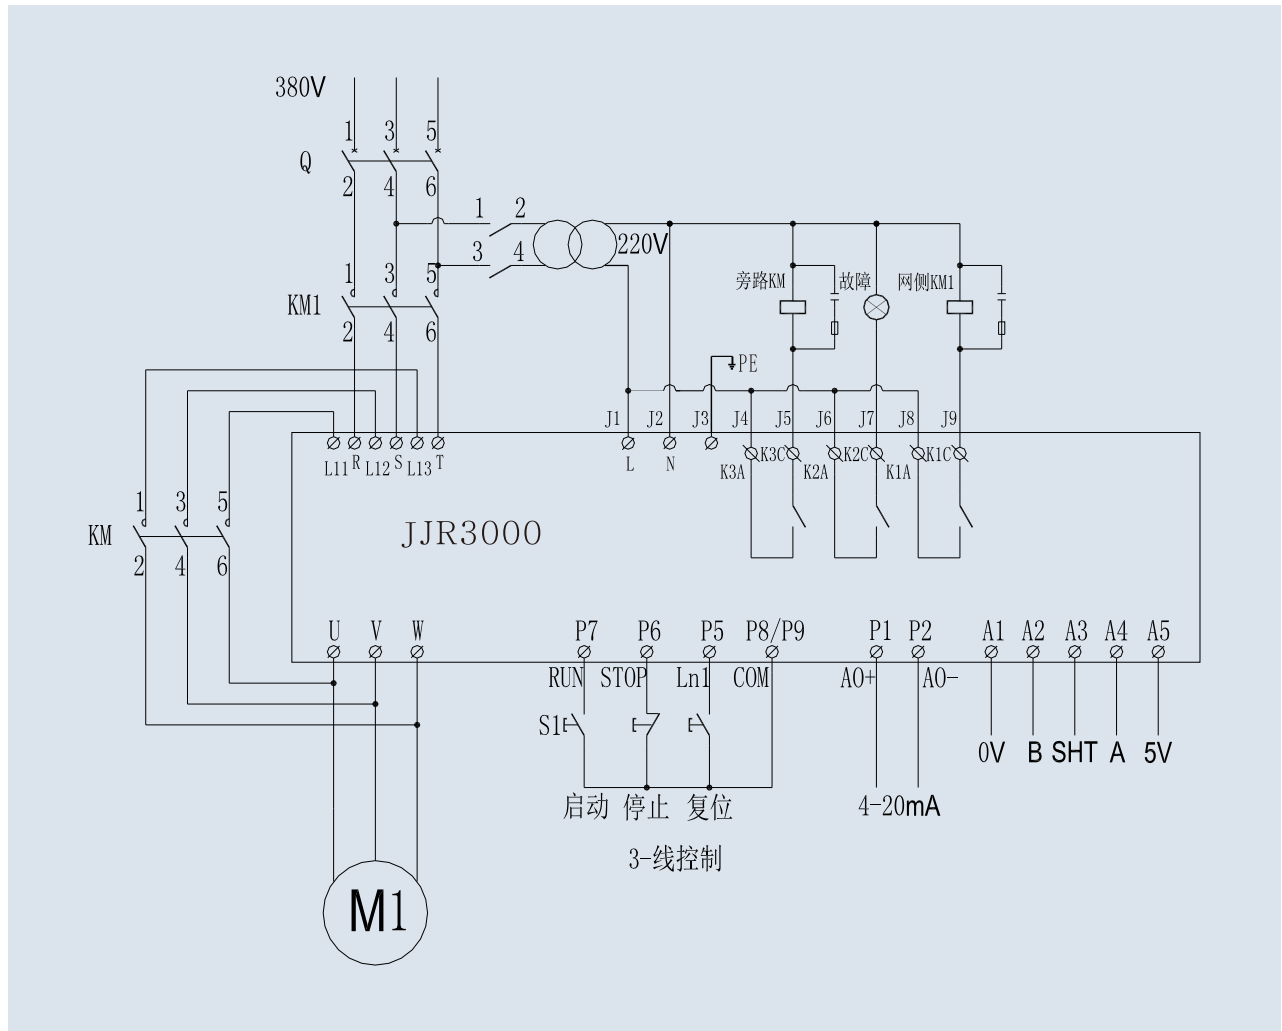 380V
1 3 5
Q
2 4 6
1 2
3 4
220V
1 3 5
KM1
2 4 6
旁路KM
故障
网侧KM1
PE
J1 J2 J3 J4 J5 J6 J7 J8 J9
L11 R L12 S L13 T
L N
K3A K3C K2A K2C K1A K1C
1 3 5
KM
2 4 6
JJR3000
U V W
P7 P6 P5 P8/P9 P1 P2 A1 A2 A3 A4 A5
RUN STOP Ln1 COM AO+ AO-
S1
0V B SHT A 5V
启动 停止 复位
4-20mA
3-线控制
M1